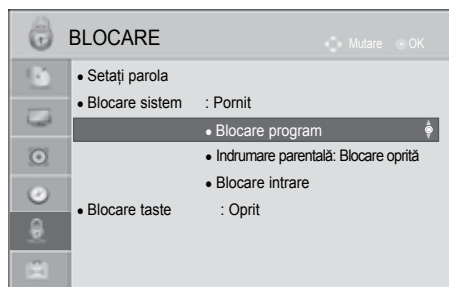 BLOCARE
Mutare OK
• Setați parola
• Blocare sistem : Pornit
• Blocare program
• Indrumare parentală: Blocare oprită
• Blocare intrare
• Blocare taste : Oprit